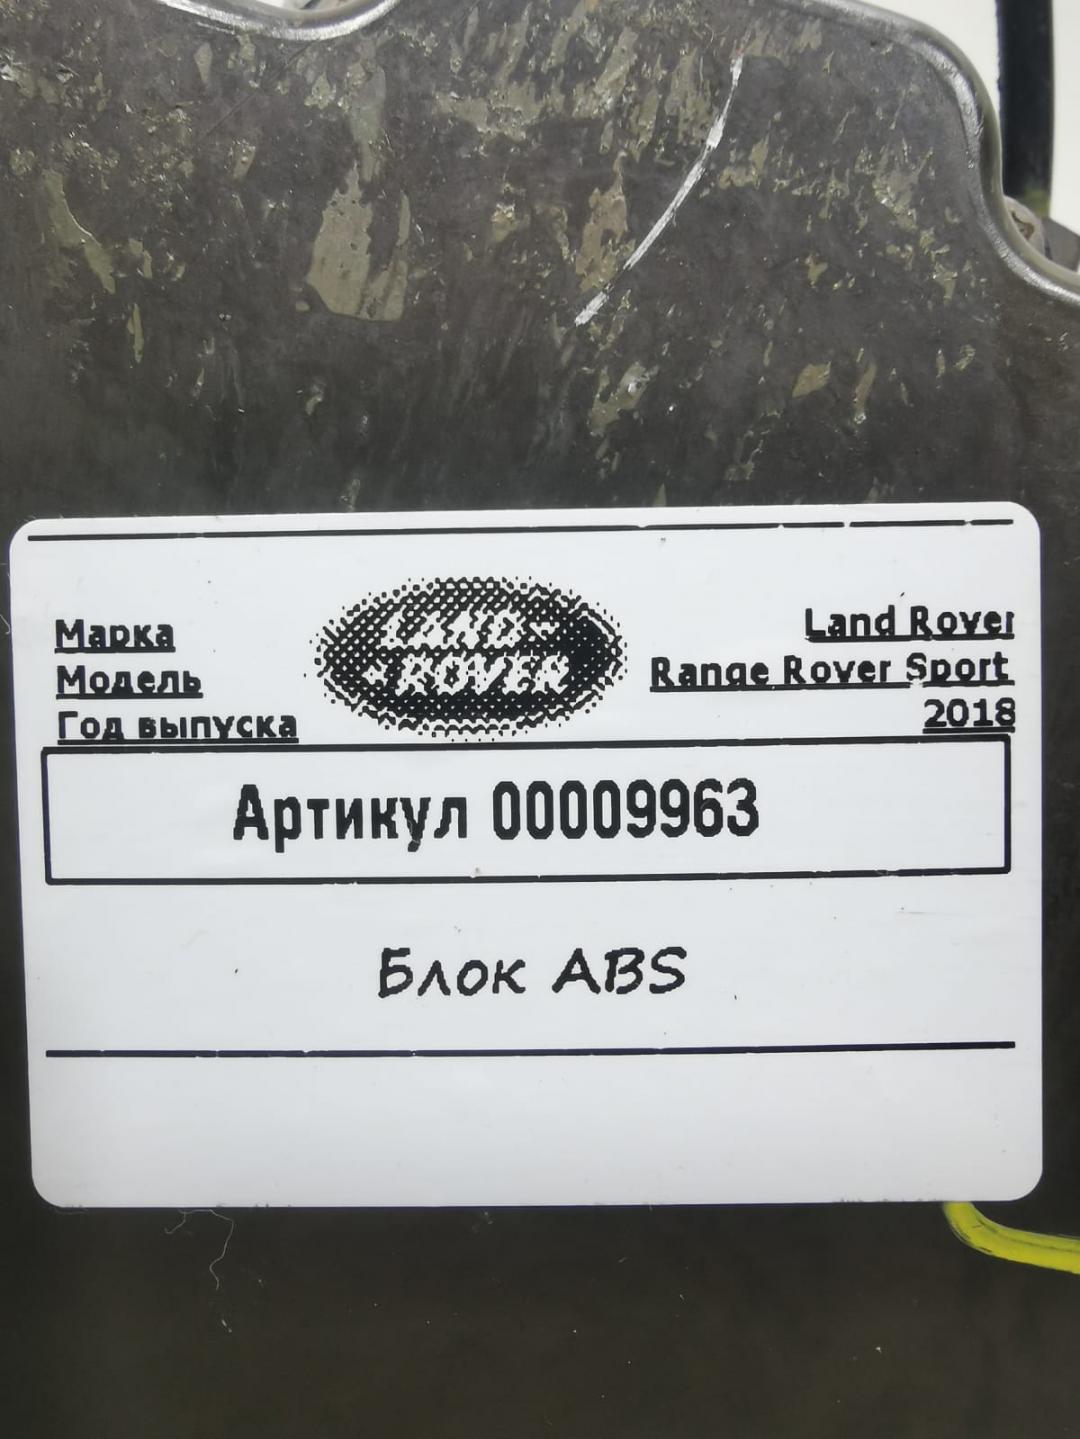 LAND-
ROVER
Марка Land Rover
Модель Range Rover Sport
Год выпуска 2018
Артикул 00009963
Блок ABS